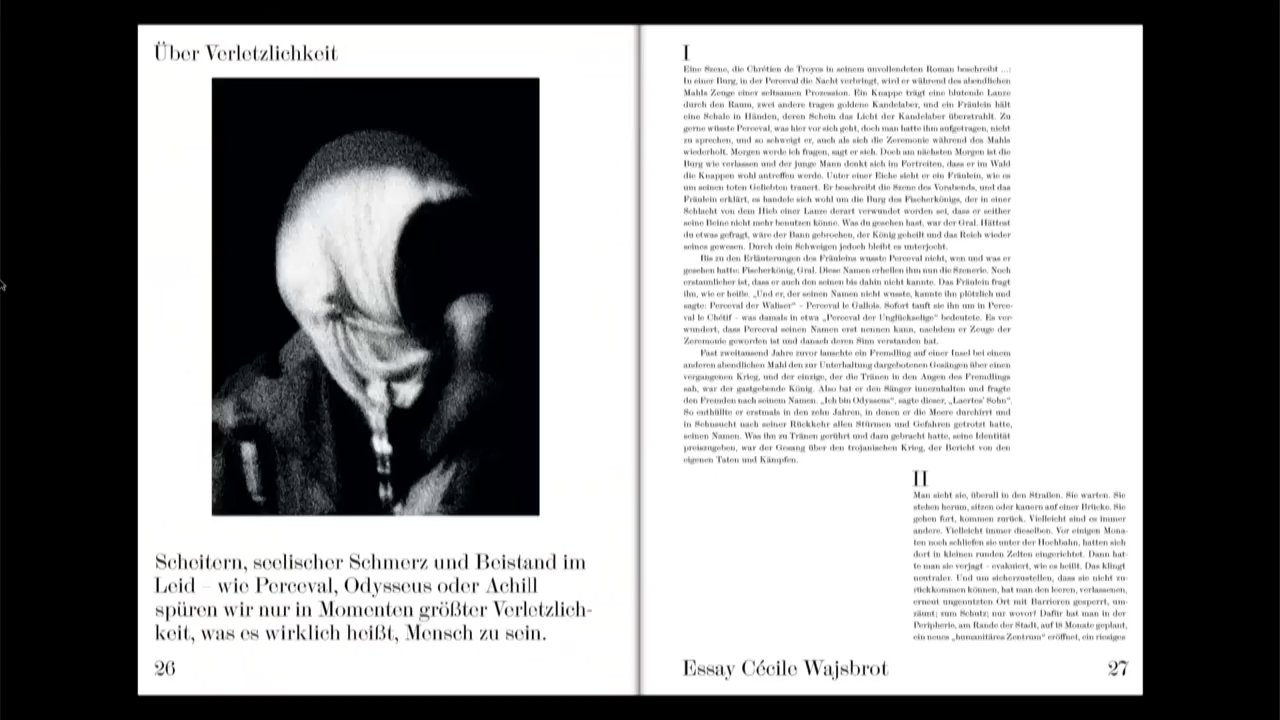 Über Verletzlichkeit
Scheitern, seelischer Schmerz und Beistand im
Leid – wie Perceval, Odysseus oder Achill
spüren wir nur in Momenten größter Verletzlich-
keit, was es wirklich heißt, Mensch zu sein.
26
I
Eine Szene, die Chrétien de Troyes in seinem unvollendeten Roman beschreibt ...:
In einer Burg, in der Perceval die Nacht verbringt, wird er während des abendlichen
Mahls Zeuge einer seltsamen Prozession. Ein Knappe trägt eine blutende Lanze
durch den Raum, zwei andere tragen goldene Kandelaber, und ein Fräulein hält
eine Schale in Händen, deren Schein das Licht der Kandelaber überstrahlt. Zu
gerne wüsste Perceval, was hier vor sich geht, doch man hatte ihm aufgetragen, nicht
zu sprechen, und so schweigt er, auch als sich die Zeremonie während des Mahls
wiederholt. Morgen werde ich fragen, sagt er sich. Doch am nächsten Morgen ist die
Burg wie verlassen und der junge Mann denkt sich im Fortreiten, dass er im Wald
die Knappen wohl antreffen werde. Unter einer Eiche sieht er ein Fräulein, wie es
um seinen toten Geliebten trauert. Er beschreibt die Szene des Vorabends, und das
Fräulein erklärt, es handele sich wohl um die Burg des Fischerkönigs, der in einer
Schlacht von dem Hieb einer Lanze derart verwundet worden sei, dass er seither
seine Beine nicht mehr benutzen könne. Was du gesehen hast, war der Gral. Hättest
du etwas gefragt, wäre der Bann gebrochen, der König geheilt und das Reich wieder
seines gewesen. Durch dein Schweigen jedoch bleibt es unterjocht.
Bis zu den Erläuterungen des Fräuleins wusste Perceval nicht, wen und was er
gesehen hatte: Fischerkönig, Gral. Diese Namen erhellen ihm nun die Szenerie. Noch
erstaunlicher ist, dass er auch den seinen bis dahin nicht kannte. Das Fräulein fragt
ihn, wie er heiße. „Und er, der seinen Namen nicht wusste, kannte ihn plötzlich und
sagte: Perceval der Waliser“ – Perceval le Gallois. Sofort tauft sie ihn um in Perce-
val le Chétif – was damals in etwa „Perceval der Unglückselige“ bedeutete. Es ver-
wundert, dass Perceval seinen Namen erst nennen kann, nachdem er Zeuge der
Zeremonie geworden ist und danach deren Sinn verstanden hat.
Fast zweitausend Jahre zuvor lauschte ein Fremdling auf einer Insel bei einem
anderen abendlichen Mahl den zur Unterhaltung dargebotenen Gesängen über einen
vergangenen Krieg, und der einzige, der die Tränen in den Augen des Fremdlings
sah, war der gastgebende König. Also bat er den Sänger innezuhalten und fragte
den Fremden nach seinem Namen. „Ich bin Odysseus“, sagte dieser, „Laertes’ Sohn“.
So enthüllte er erstmals in den zehn Jahren, in denen er die Meere durchirrt und
in Sehnsucht nach seiner Rückkehr allen Stürmen und Gefahren getrotzt hatte,
seinen Namen. Was ihn zu Tränen gerührt und dazu gebracht hatte, seine Identität
preiszugeben, war der Gesang über den trojanischen Krieg, der Bericht von den
eigenen Taten und Kämpfen.
II
Man sieht sie, überall in den Straßen. Sie warten. Sie
stehen herum, sitzen oder kauern auf einer Brücke. Sie
gehen fort, kommen zurück. Vielleicht sind es immer
andere. Vielleicht immer dieselben. Vor einigen Mona-
ten noch schliefen sie unter der Hochbahn, hatten sich
dort in kleinen runden Zelten eingerichtet. Dann hat-
te man sie verjagt – evakuiert, wie es heißt. Das klingt
neutraler. Und um sicherzustellen, dass sie nicht zu-
rückkommen können, hat man den leeren, verlassenen,
erneut ungenutzten Ort mit Barrieren gesperrt, um-
zäunt; zum Schutz; nur wovor? Dafür hat man in der
Peripherie, am Rande der Stadt, auf 18 Monate geplant,
ein neues „humanitäres Zentrum“ eröffnet, ein riesiges
Essay Cécile Wajsbrot
27